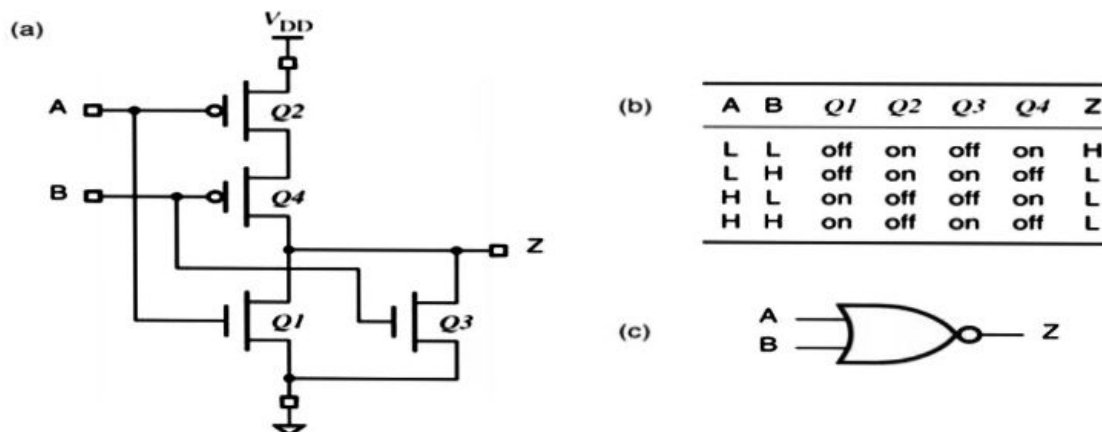 (a)
VDD
A
Q2
B
Q4
Z
Q1
Q3
(b)
A B Q1 Q2 Q3 Q4 Z
L L off on off on H
L H off on on off L
H L on off off on L
H H on off on off L
(c)
A
B
Z